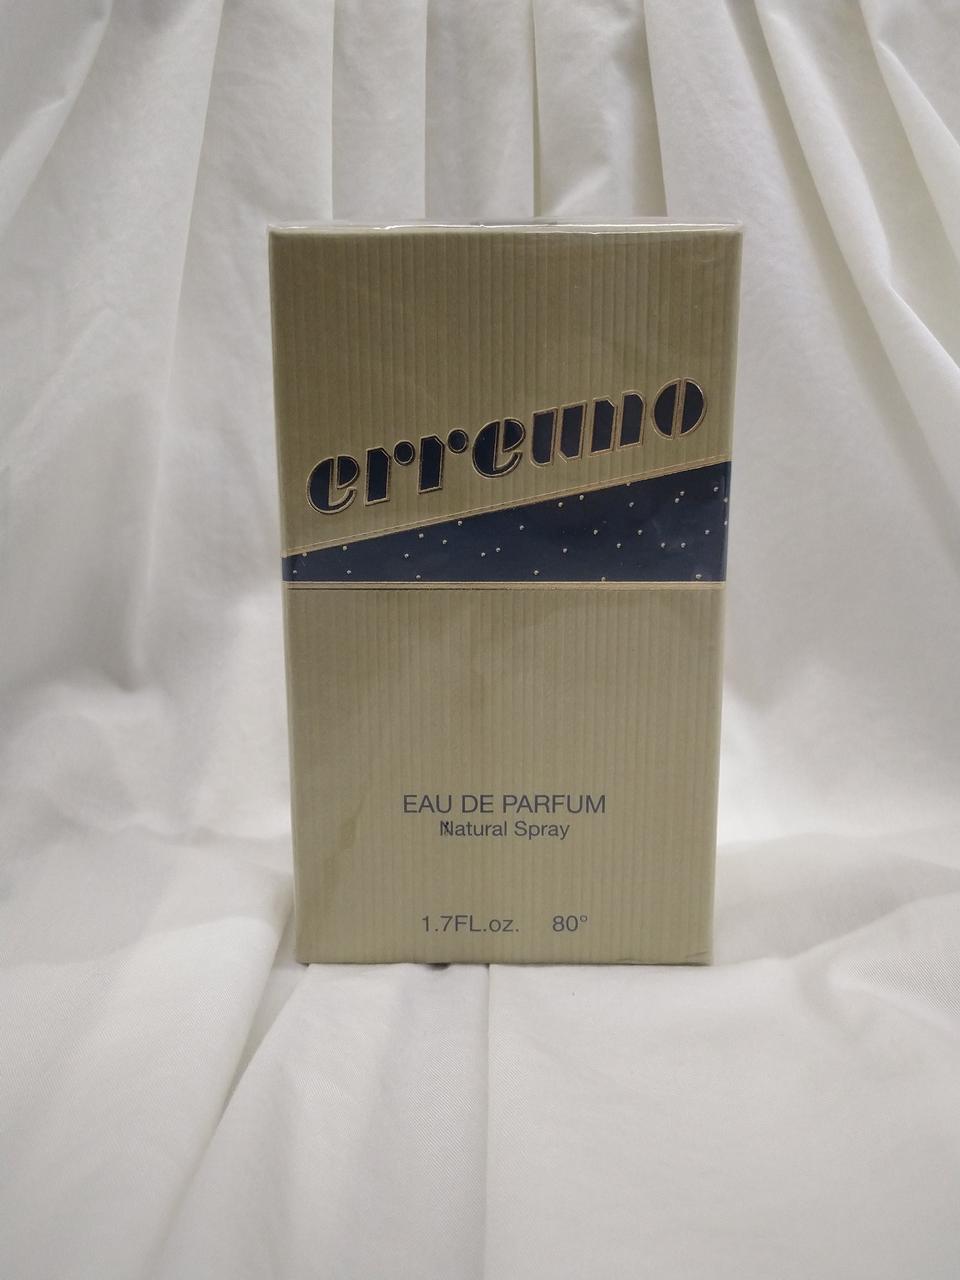 erreuno
EAU DE PARFUM
Natural Spray
1.7FL.oz. 80°